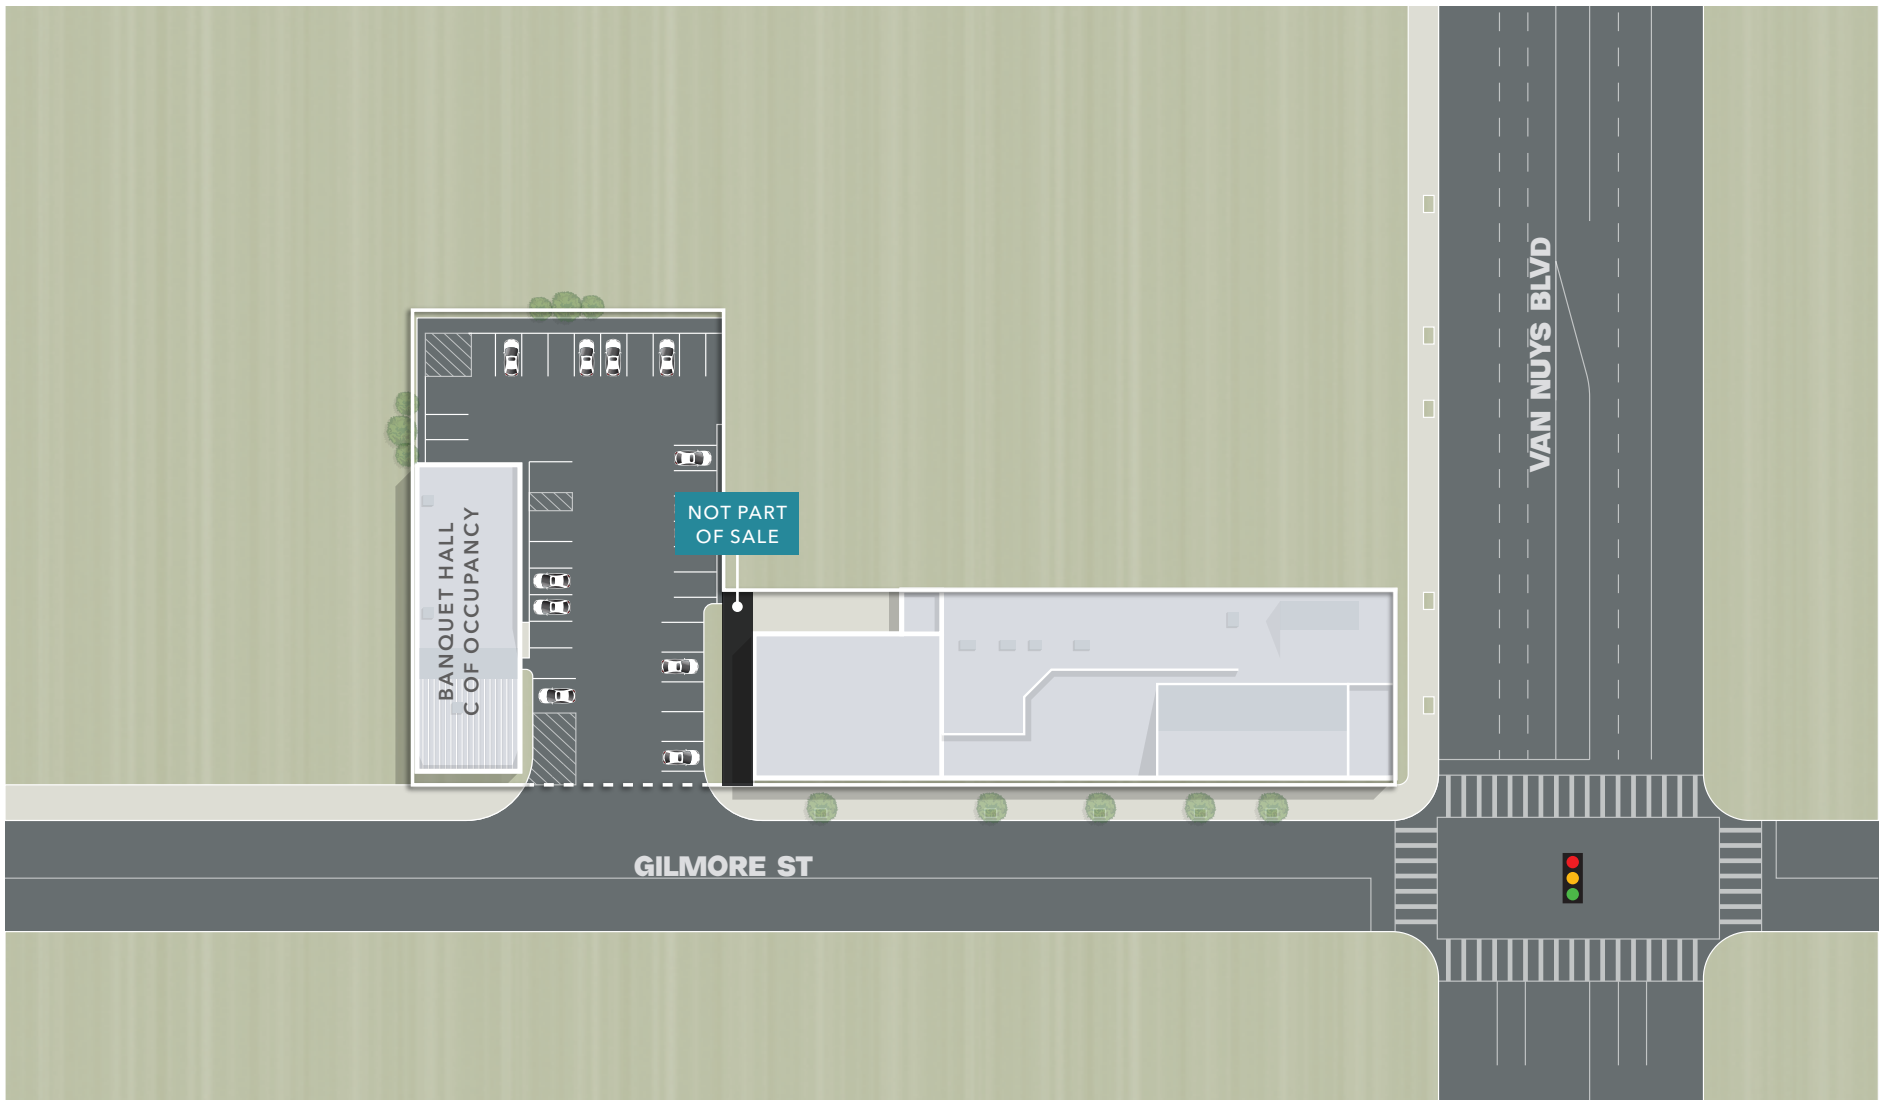 VAN NUYS BLVD
NOT PART
OF SALE
BANQUET HALL
C OF OCCUPANCY
GILMORE ST